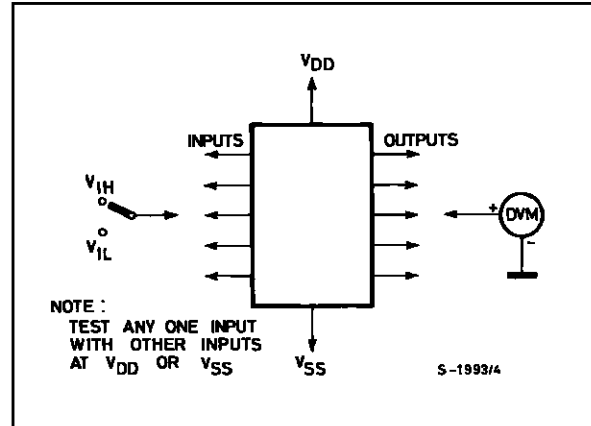 VDD
INPUTS
OUTPUTS
VIH
VIL
+
DVM
-
NOTE :
TEST ANY ONE INPUT
WITH OTHER INPUTS
AT VDD OR VSS
VSS
S-1993/4